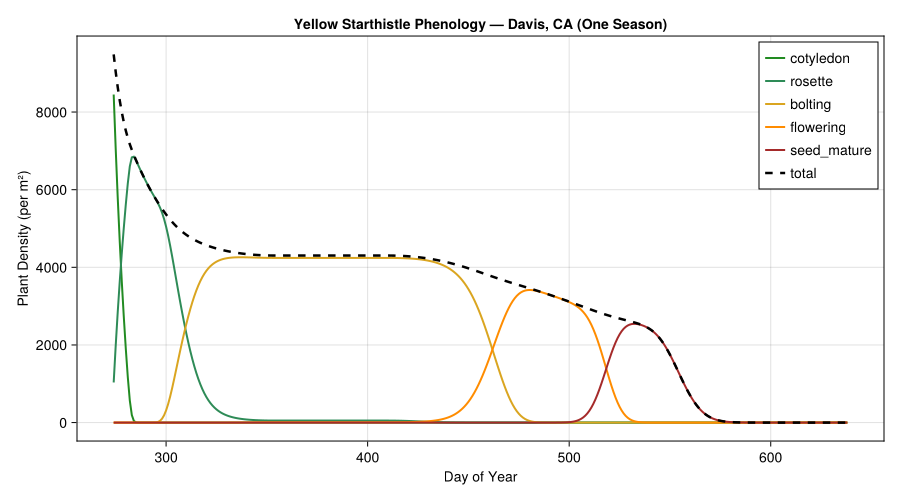 Yellow Starthistle Phenology — Davis, CA (One Season)
Plant Density (per m²)
8000
6000
4000
2000
0
300
400
500
600
Day of Year
cotyledon
rosette
bolting
flowering
seed_mature
total